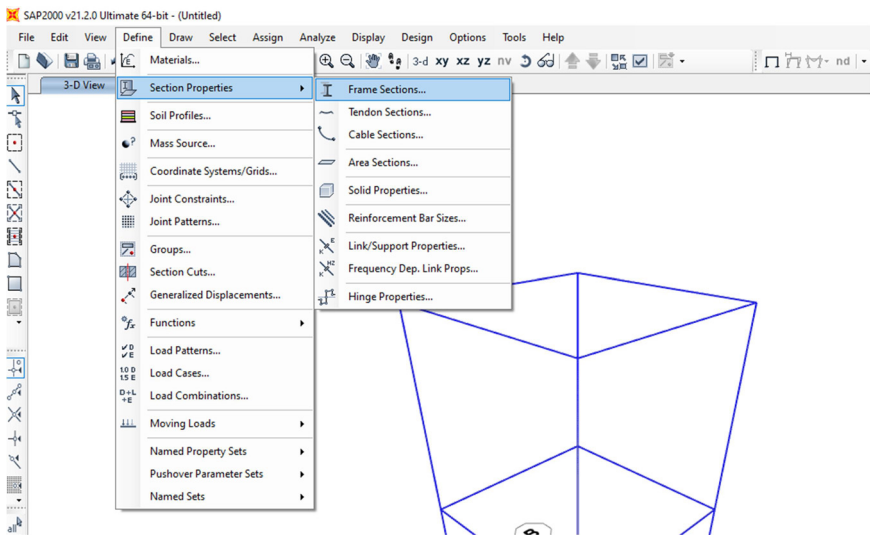 SAP2000 v21.2.0 Ultimate 64-bit - (Untitled)
File Edit View Define Draw Select Assign Analyze Display Design Options Tools Help
3-d xy xz yz nv nd
3-D View
Materials...
Section Properties
Soil Profiles...
Mass Source...
Coordinate Systems/Grids...
Joint Constraints...
Joint Patterns...
Groups...
Section Cuts...
Generalized Displacements...
Functions
Load Patterns...
Load Cases...
Load Combinations...
Moving Loads
Named Property Sets
Pushover Parameter Sets
Named Sets
Frame Sections...
Tendon Sections...
Cable Sections...
Area Sections...
Solid Properties...
Reinforcement Bar Sizes...
Link/Support Properties...
Frequency Dep. Link Props...
Hinge Properties...
all